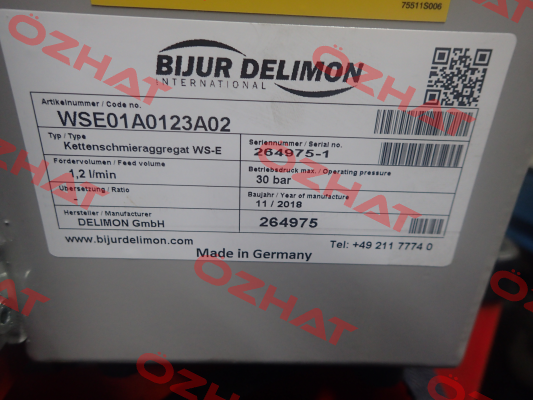 75511S006
BIJUR DELIMON
INTERNATIONAL
Artikelnummer / Code no.
WSE01A0123A02
Typ / Type
Kettenschmieraggregat WS-E
Seriennummer / Serial no.
264975-1
Fördervolumen / Feed volume
1,2 l/min
Betriebsdruck max. / Operating pressure
30 bar
Übersetzung / Ratio
-
Baujahr / Year of manufacture
11 / 2018
Hersteller / Manufacturer
DELIMON GmbH
264975
www.bijurdelimon.com
Tel: +49 211 7774 0
Made in Germany
OZHAT
OZHAT
OZHAT
OZHAT
OZHAT